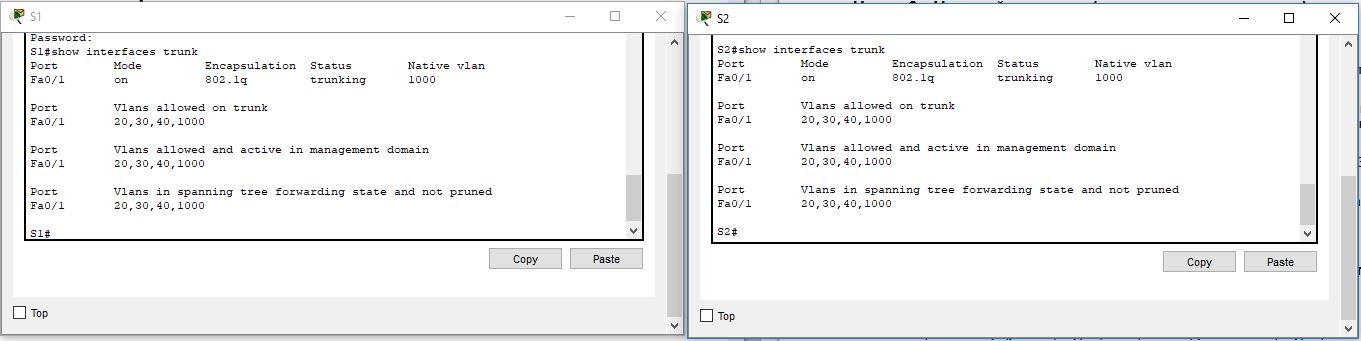 S1
Password:
S1#show interfaces trunk
Port Mode Encapsulation Status Native vlan
Fa0/1 on 802.1q trunking 1000
Port Vlans allowed on trunk
Fa0/1 20,30,40,1000
Port Vlans allowed and active in management domain
Fa0/1 20,30,40,1000
Port Vlans in spanning tree forwarding state and not pruned
Fa0/1 20,30,40,1000
S1#
Copy Paste
Top
S2
S2#show interfaces trunk
Port Mode Encapsulation Status Native vlan
Fa0/1 on 802.1q trunking 1000
Port Vlans allowed on trunk
Fa0/1 20,30,40,1000
Port Vlans allowed and active in management domain
Fa0/1 20,30,40,1000
Port Vlans in spanning tree forwarding state and not pruned
Fa0/1 20,30,40,1000
S2#
Copy Paste
Top